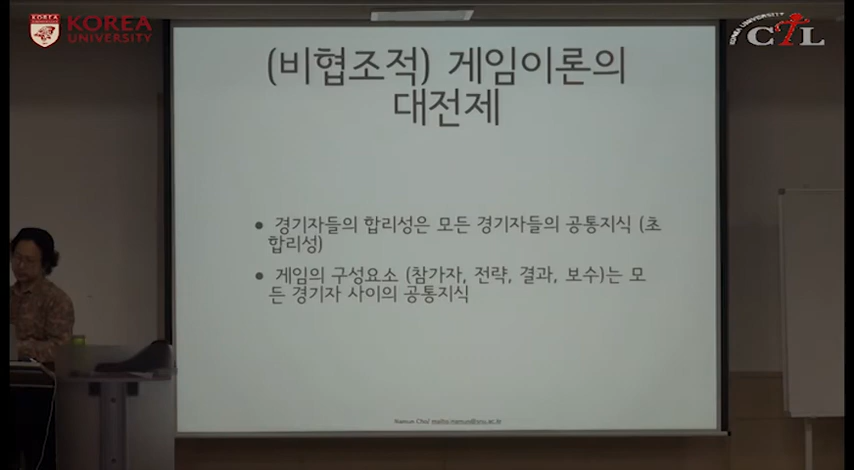 KOREA
UNIVERSITY
KOREA UNIVERSITY
CTL
(비협조적) 게임이론의
대전제
● 경기자들의 합리성은 모든 경기자들의 공통지식 (초
합리성)
● 게임의 구성요소 (참가자, 전략, 결과, 보수)는 모
든 경기자 사이의 공통지식